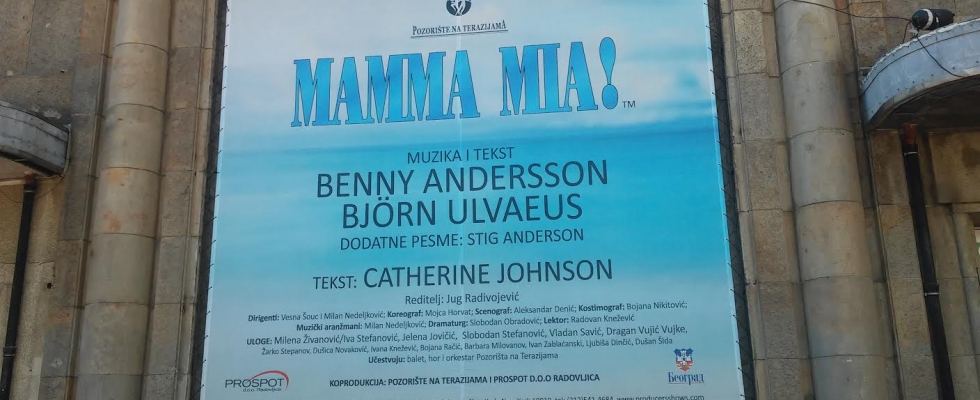 POZORIŠTE NA TERAZIJAMA
MAMMA MIA!™
MUZIKA I TEKST
BENNY ANDERSSON
BJÖRN ULVAEUS
DODATNE PESME: STIG ANDERSON
TEKST: CATHERINE JOHNSON
Reditelj: Jug Radivojević
Dirigenti: Vesna Šouc i Milan Nedeljković; Koreograf: Mojca Horvat; Scenograf: Aleksandar Denić; Kostimograf: Bojana Nikitović;
Muzički aranžmani: Milan Nedeljković; Dramaturg: Slobodan Obradović; Lektor: Radovan Knežević
ULOGE: Milena Živanović/Iva Stefanović, Jelena Jovičić, Slobodan Stefanović, Vladan Savić, Dragan Vujić Vujke,
Žarko Stepanov, Dušica Novaković, Ivana Knežević, Bojana Račić, Barbara Milovanov, Ivan Zablaćanski, Ljubiša Dinčić, Dušan Šida
Učestvuju: balet, hor i orkestar Pozorišta na Terazijama
PROSPOT
d.o.o. Radovljica
KOPRODUKCIJA: POZORIŠTE NA TERAZIJAMA I PROSPOT D.O.O RADOVLJICA
Београд
www.producersshows.com